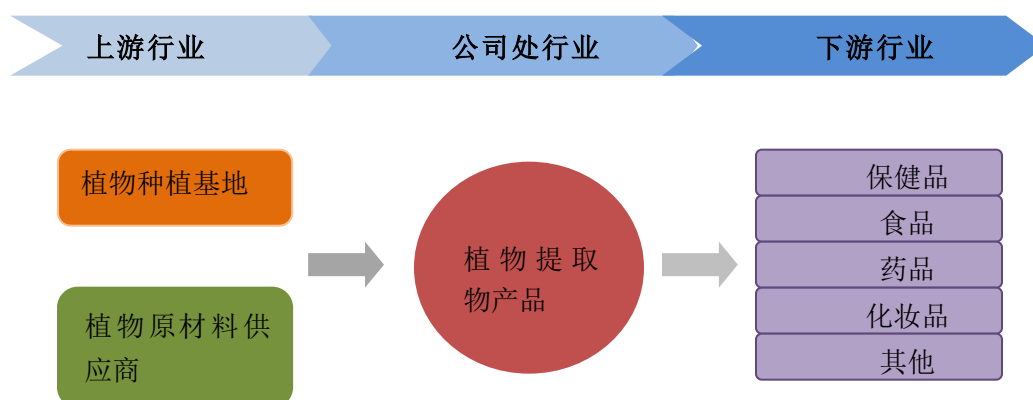 上游行业
公司处行业
下游行业
植物种植基地
植物原材料供
应商
植物提取
物产品
保健品
食品
药品
化妆品
其他